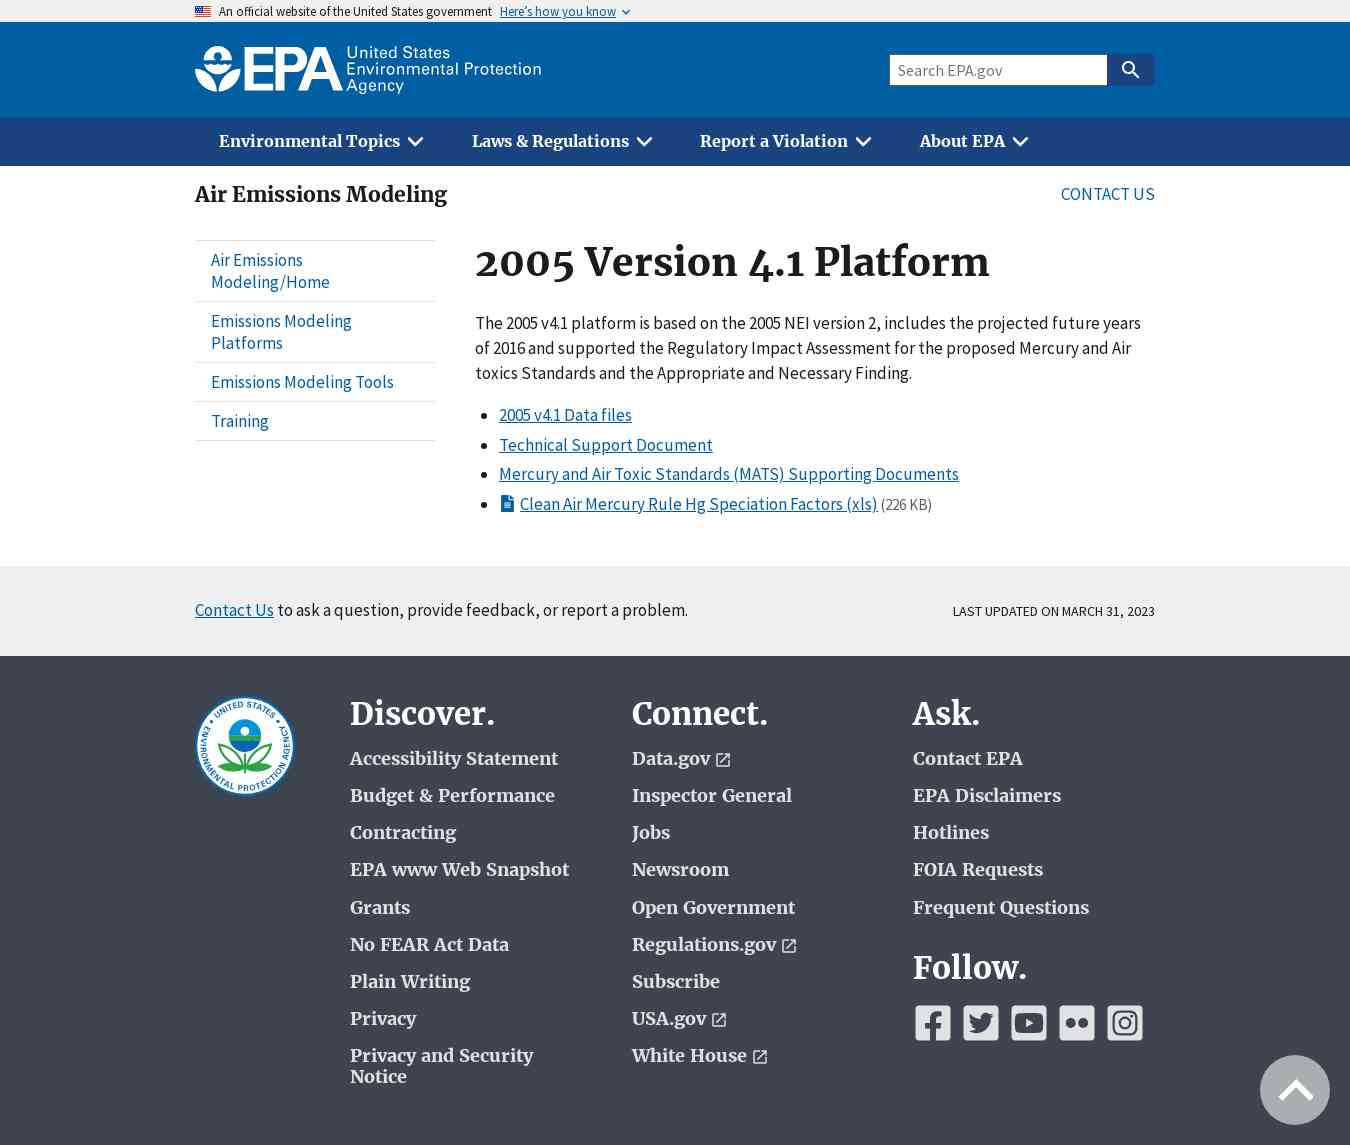 An official website of the United States government Here's how you know
EPA United States
Environmental Protection
Agency
Search EPA.gov
Environmental Topics Laws & Regulations Report a Violation About EPA
Air Emissions Modeling
CONTACT US
Air Emissions
Modeling/Home
Emissions Modeling
Platforms
Emissions Modeling Tools
Training
2005 Version 4.1 Platform
The 2005 v4.1 platform is based on the 2005 NEI version 2, includes the projected future years
of 2016 and supported the Regulatory Impact Assessment for the proposed Mercury and Air
toxics Standards and the Appropriate and Necessary Finding.
2005 v4.1 Data files
Technical Support Document
Mercury and Air Toxic Standards (MATS) Supporting Documents
Clean Air Mercury Rule Hg Speciation Factors (xls) (226 KB)
Contact Us to ask a question, provide feedback, or report a problem.
LAST UPDATED ON MARCH 31, 2023
UNITED STATES
ENVIRONMENTAL PROTECTION AGENCY
Discover.
Accessibility Statement
Budget & Performance
Contracting
EPA www Web Snapshot
Grants
No FEAR Act Data
Plain Writing
Privacy
Privacy and Security
Notice
Connect.
Data.gov
Inspector General
Jobs
Newsroom
Open Government
Regulations.gov
Subscribe
USA.gov
White House
Ask.
Contact EPA
EPA Disclaimers
Hotlines
FOIA Requests
Frequent Questions
Follow.